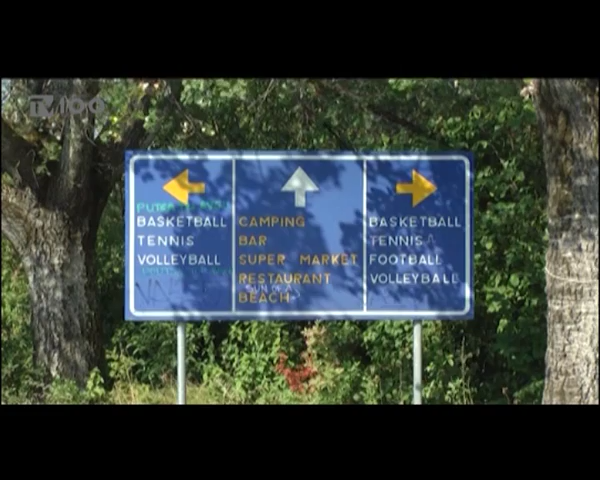 TV100
BASKETBALL
TENNIS
VOLLEYBALL
CAMPING
BAR
SUPER MARKET
RESTAURANT
BEACH
BASKETBALL
TENNIS
FOOTBALL
VOLLEYBALL